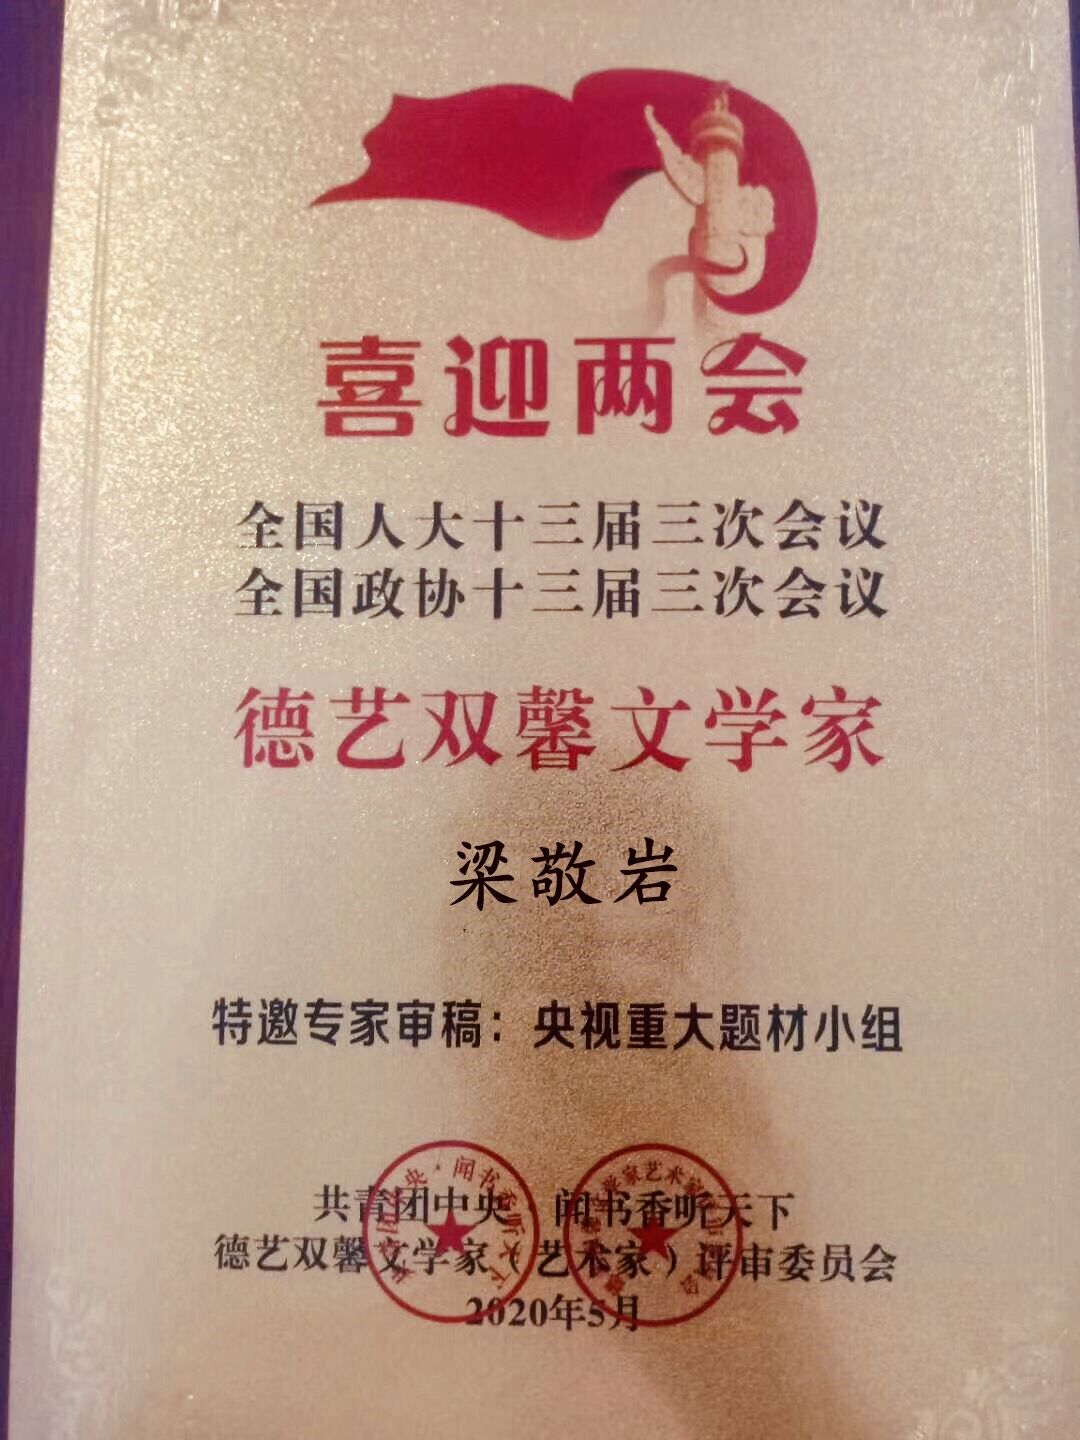 喜迎两会
全国人大十三届三次会议
全国政协十三届三次会议
德艺双馨文学家
梁敬岩
特邀专家审稿：央视重大题材小组
共青团中央 闻书香听天下
德艺双馨文学家（艺术家）评审委员会
2020年5月